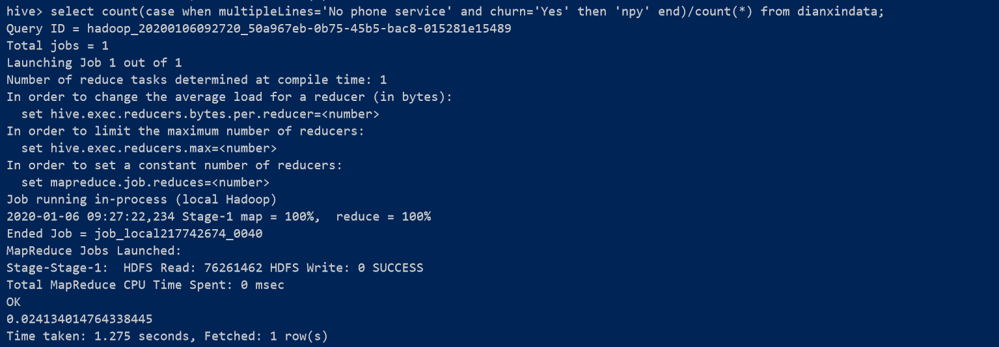 hive> select count(case when multipleLines='No phone service' and churn='Yes' then 'npy' end)/count(*) from dianxindata;
Query ID = hadoop_20200106092720_50a967eb-0b75-45b5-bac8-015281e15489
Total jobs = 1
Launching Job 1 out of 1
Number of reduce tasks determined at compile time: 1
In order to change the average load for a reducer (in bytes):
  set hive.exec.reducers.bytes.per.reducer=<number>
In order to limit the maximum number of reducers:
  set hive.exec.reducers.max=<number>
In order to set a constant number of reducers:
  set mapreduce.job.reduces=<number>
Job running in-process (local Hadoop)
2020-01-06 09:27:22,234 Stage-1 map = 100%,  reduce = 100%
Ended Job = job_local217742674_0040
MapReduce Jobs Launched:
Stage-Stage-1:  HDFS Read: 76261462 HDFS Write: 0 SUCCESS
Total MapReduce CPU Time Spent: 0 msec
OK
0.024134014764338445
Time taken: 1.275 seconds, Fetched: 1 row(s)